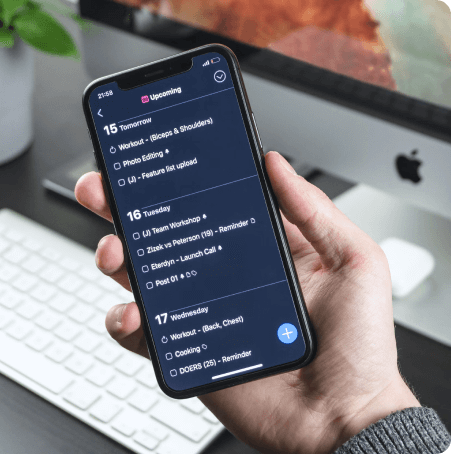 21:58
Upcoming
15 Tomorrow
Workout - (Biceps & Shoulders)
Photo Editing
(J) - Feature list upload
16 Tuesday
(J) Team Workshop
Zizek vs Peterson (19) - Reminder
Eterdyn - Launch Call
Post 01
17 Wednesday
Workout - (Back, Chest)
Cooking
DOERS (25) - Reminder